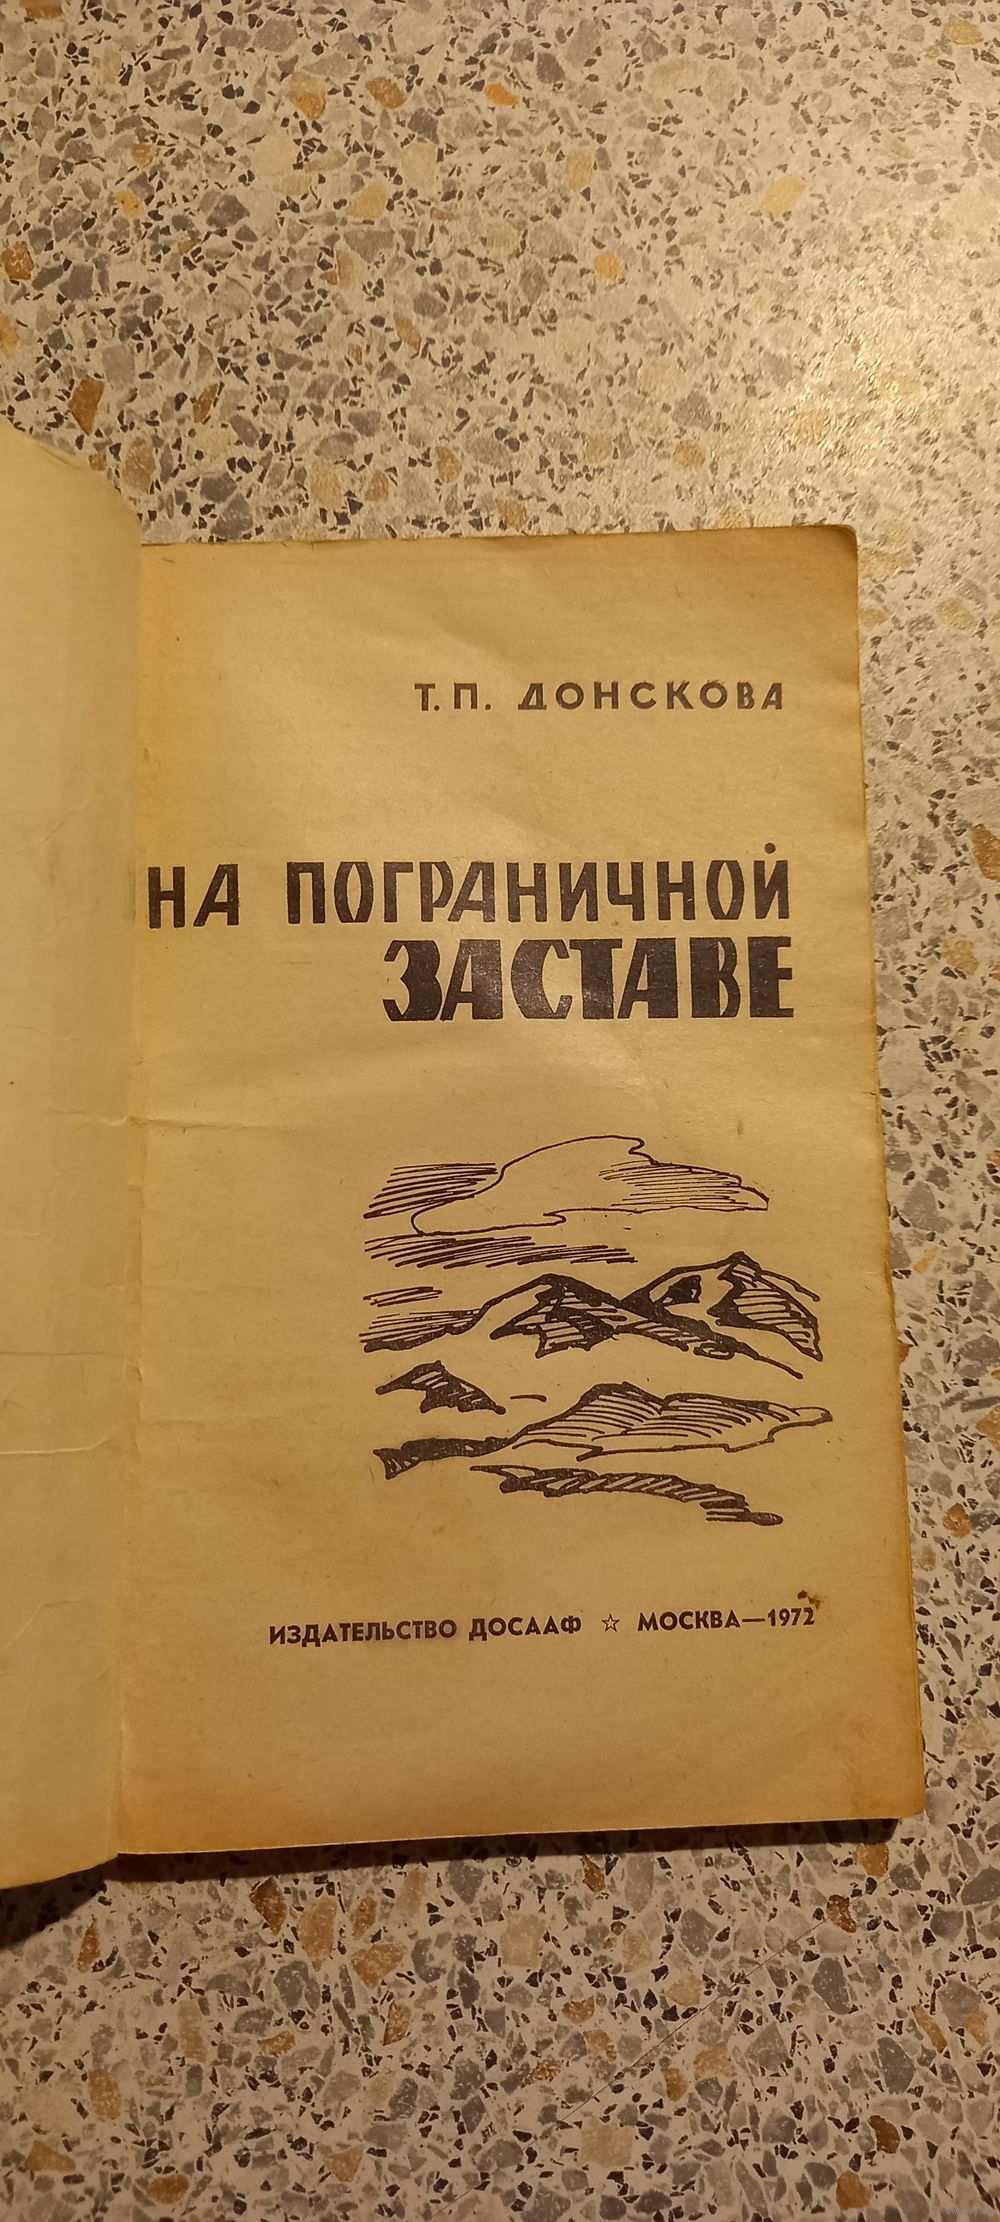 Т. П. ДОНСКОВА
НА ПОГРАНИЧНОЙ
ЗАСТАВЕ
ИЗДАТЕЛЬСТВО ДОСААФ ☆ МОСКВА—1972